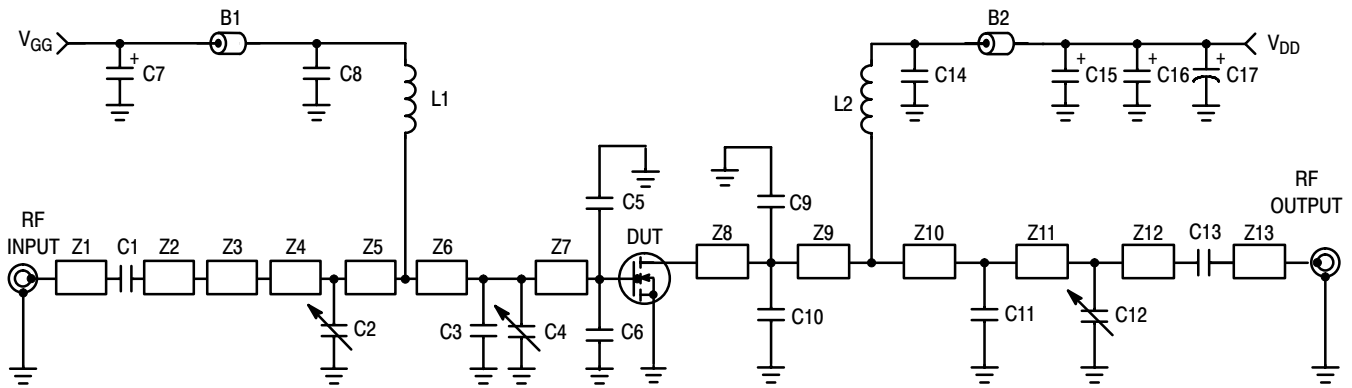 B1
B2
VGG
VDD
+
C7
C8
L1
L2
C14
+
C15
+
C16
+
C17
C5
C9
RF
INPUT
RF
OUTPUT
Z1
C1
Z2
Z3
Z4
Z5
Z6
Z7
DUT
Z8
Z9
Z10
Z11
Z12
C13
Z13
C2
C3
C4
C6
C10
C11
C12